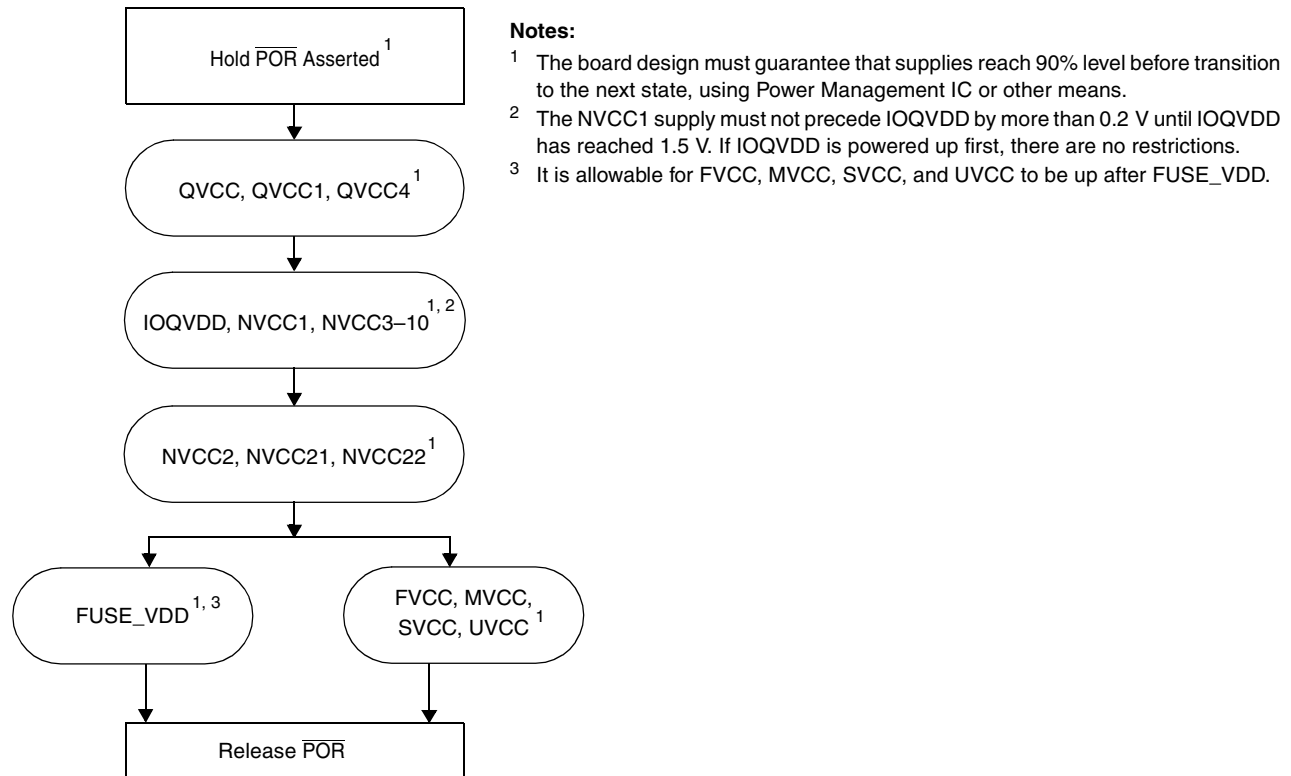 Hold POR Asserted 1
QVCC, QVCC1, QVCC4 1
IOQVDD, NVCC1, NVCC3–10 1, 2
NVCC2, NVCC21, NVCC22 1
FUSE_VDD 1, 3
FVCC, MVCC,
SVCC, UVCC 1
Release POR
Notes:
1 The board design must guarantee that supplies reach 90% level before transition
to the next state, using Power Management IC or other means.
2 The NVCC1 supply must not precede IOQVDD by more than 0.2 V until IOQVDD
has reached 1.5 V. If IOQVDD is powered up first, there are no restrictions.
3 It is allowable for FVCC, MVCC, SVCC, and UVCC to be up after FUSE_VDD.